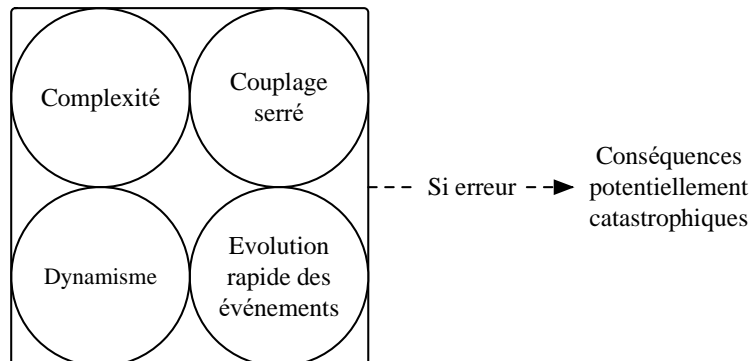 Complexité
Couplage
serré
Si erreur
Conséquences
potentiellement
catastrophiques
Dynamisme
Evolution
rapide des
événements